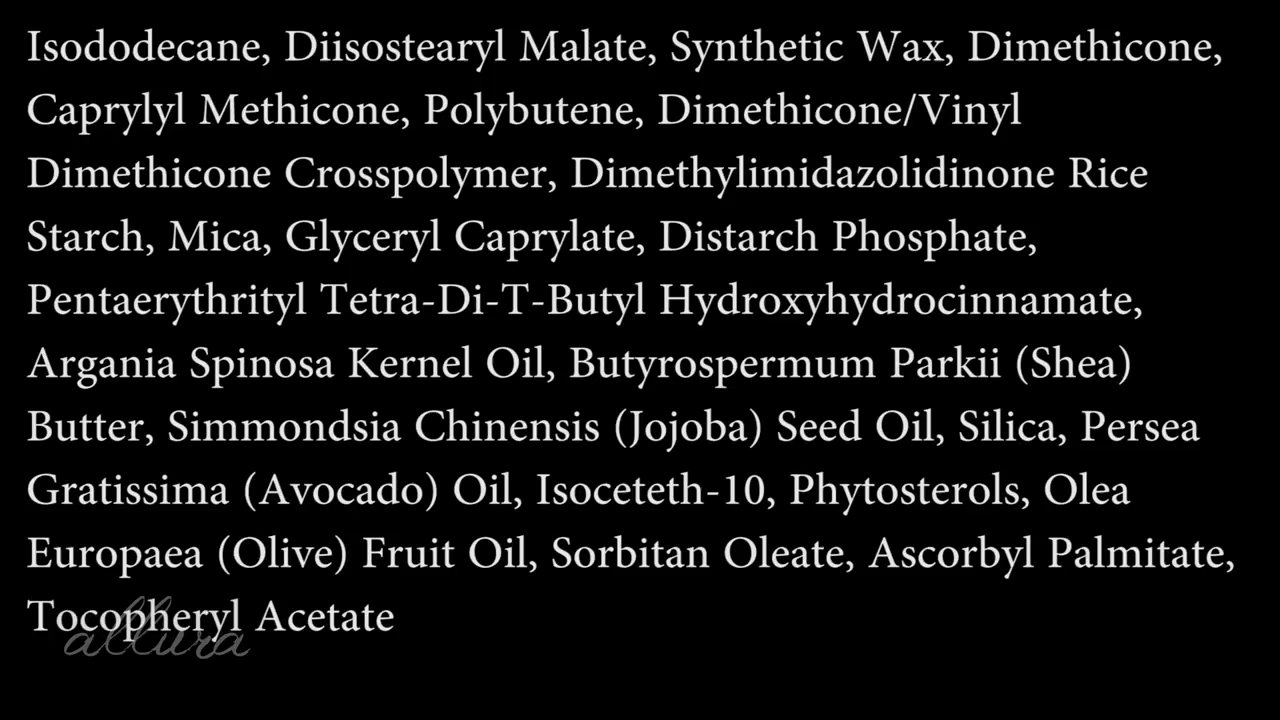 Isododecane, Diisostearyl Malate, Synthetic Wax, Dimethicone,
Caprylyl Methicone, Polybutene, Dimethicone/Vinyl
Dimethicone Crosspolymer, Dimethylimidazolidinone Rice
Starch, Mica, Glyceryl Caprylate, Distarch Phosphate,
Pentaerythrityl Tetra-Di-T-Butyl Hydroxyhydrocinnamate,
Argania Spinosa Kernel Oil, Butyrospermum Parkii (Shea)
Butter, Simmondsia Chinensis (Jojoba) Seed Oil, Silica, Persea
Gratissima (Avocado) Oil, Isoceteth-10, Phytosterols, Olea
Europaea (Olive) Fruit Oil, Sorbitan Oleate, Ascorbyl Palmitate,
Tocopheryl Acetate
allura